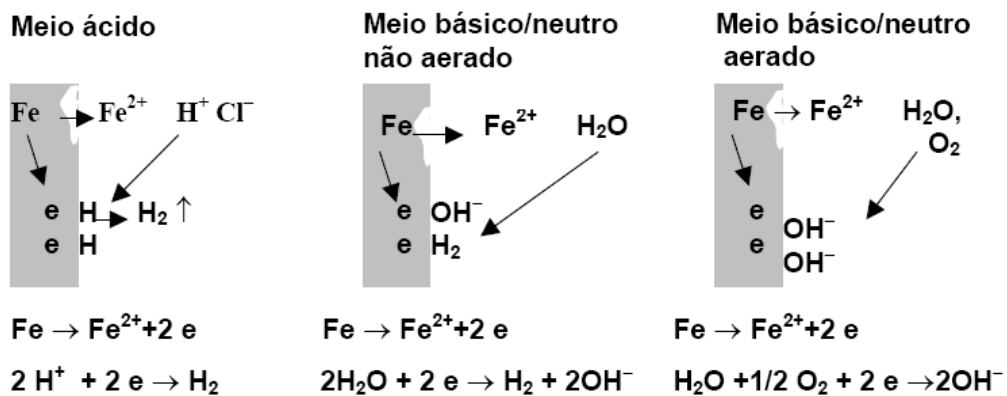 Meio ácido
Fe → Fe²⁺ H⁺ Cl⁻
e H → H₂ ↑
e H
Fe → Fe²⁺+2 e
2 H⁺ + 2 e → H₂
Meio básico/neutro
não aerado
Fe → Fe²⁺ H₂O
e OH⁻
e H₂
Fe → Fe²⁺+2 e
2H₂O + 2 e → H₂ + 2OH⁻
Meio básico/neutro
aerado
Fe → Fe²⁺ H₂O,
O₂
e
OH⁻
e
OH⁻
Fe → Fe²⁺+2 e
H₂O +1/2 O₂ + 2 e →2OH⁻